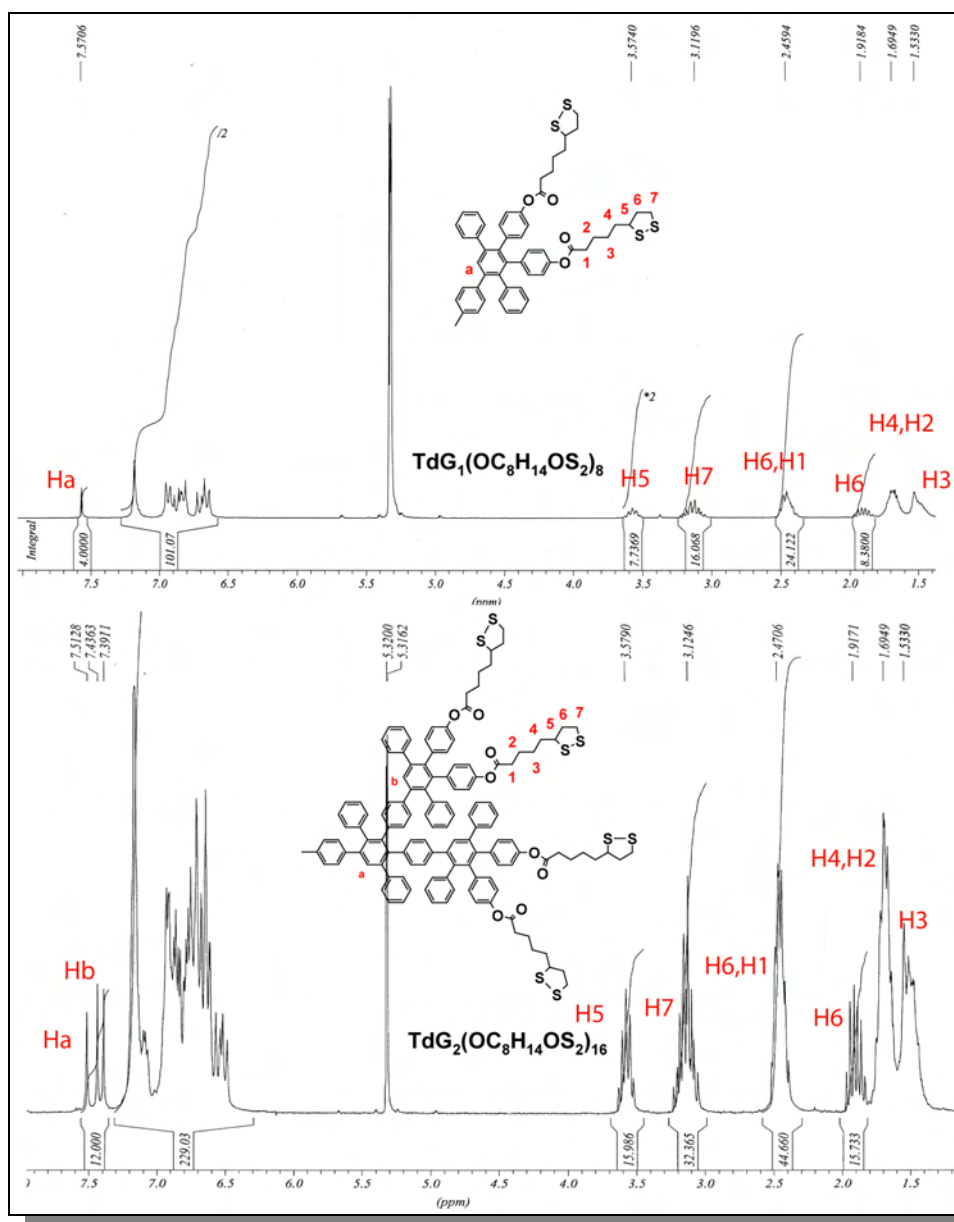 7.5706
3.5740
3.1196
2.4594
1.9184
1.6949
1.5330
/2
S
S
O
O
7
6
5
4
S
S
2
3
1
O
O
a
*2
H4,H2
H6,H1
TdG1(OC8H14OS2)8
Ha
H5
H7
H6
H3
Integral
4.0000
101.07
7.7369
16.068
24.122
8.3800
7.5
7.0
6.5
6.0
5.5
5.0
4.5
4.0
3.5
3.0
2.5
2.0
1.5
(ppm)
7.5128
7.4363
7.3911
5.3200
5.3162
3.5790
3.1246
2.4706
1.9171
1.6949
1.5330
S
S
O
O
7
6
5
4
S
S
2
3
1
O
O
b
S
S
O
O
a
O
O
S
S
H4,H2
H3
H6,H1
Hb
Ha
H5
H7
H6
TdG2(OC8H14OS2)16
12.000
229.03
15.986
32.365
44.660
15.733
7.5
7.0
6.5
6.0
5.5
5.0
4.5
4.0
3.5
3.0
2.5
2.0
1.5
(ppm)